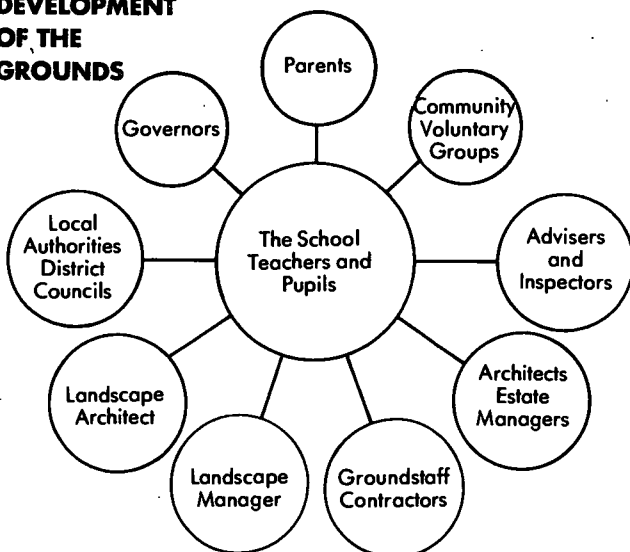 DEVELOPMENT
OF THE
GROUNDS
Parents
Community
Voluntary
Groups
Governors
Local
Authorities
District
Councils
The School
Teachers and
Pupils
Advisers
and
Inspectors
Landscape
Architect
Architects
Estate
Managers
Landscape
Manager
Groundstaff
Contractors